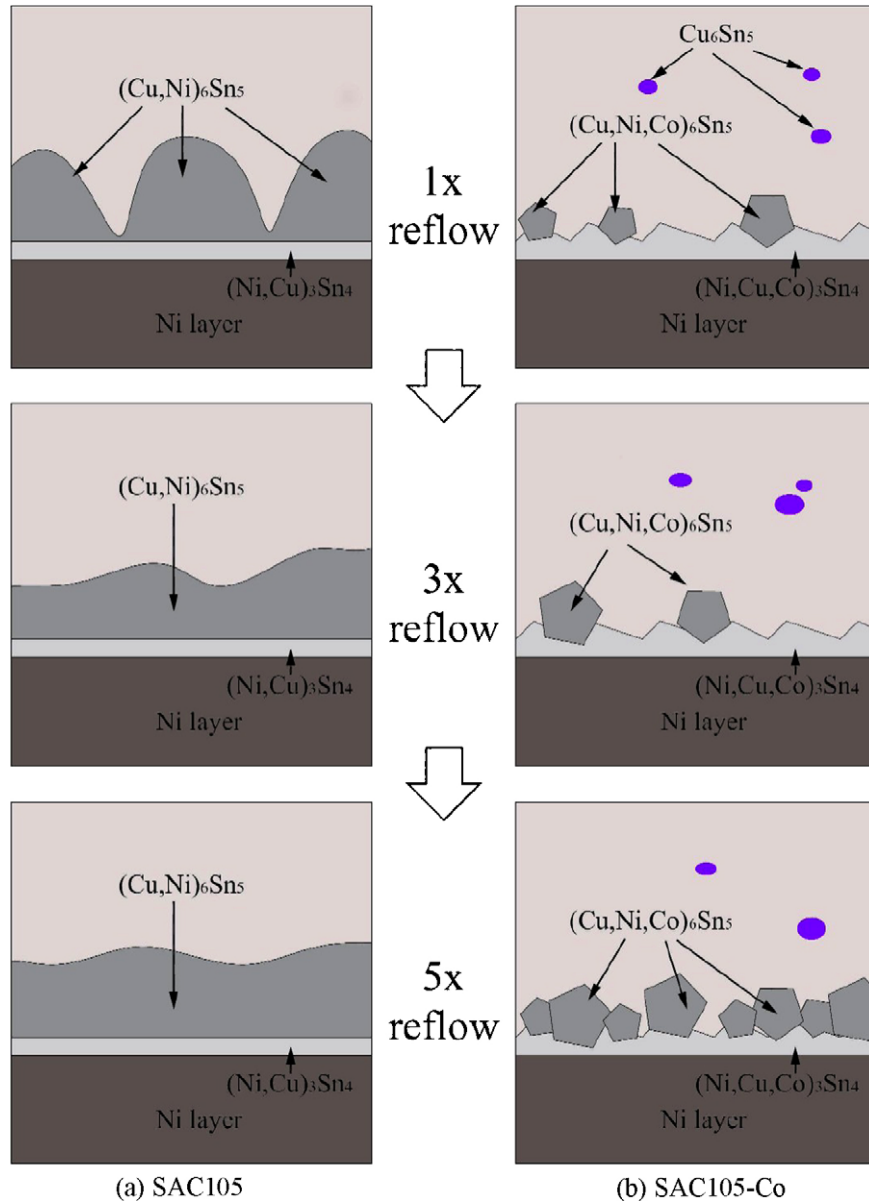 (Cu,Ni)₆Sn₅
(Ni,Cu)₃Sn₄
Ni layer
1x
reflow
Cu₆Sn₅
(Cu,Ni,Co)₆Sn₅
(Ni,Cu,Co)₃Sn₄
Ni layer
(Cu,Ni)₆Sn₅
(Ni,Cu)₃Sn₄
Ni layer
3x
reflow
(Cu,Ni,Co)₆Sn₅
(Ni,Cu,Co)₃Sn₄
Ni layer
(Cu,Ni)₆Sn₅
(Ni,Cu)₃Sn₄
Ni layer
5x
reflow
(Cu,Ni,Co)₆Sn₅
(Ni,Cu,Co)₃Sn₄
Ni layer
(a) SAC105
(b) SAC105-Co